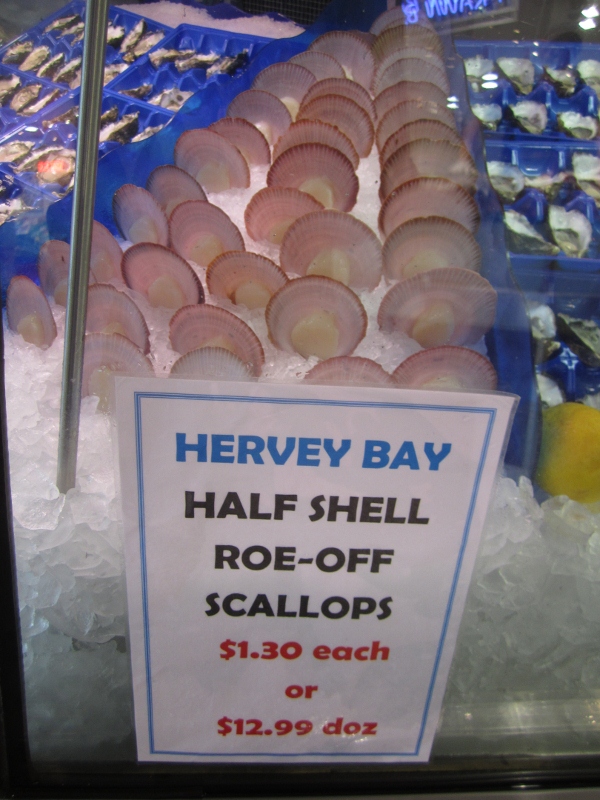 HERVEY BAY
HALF SHELL
ROE-OFF
SCALLOPS
$1.30 each
or
$12.99 doz